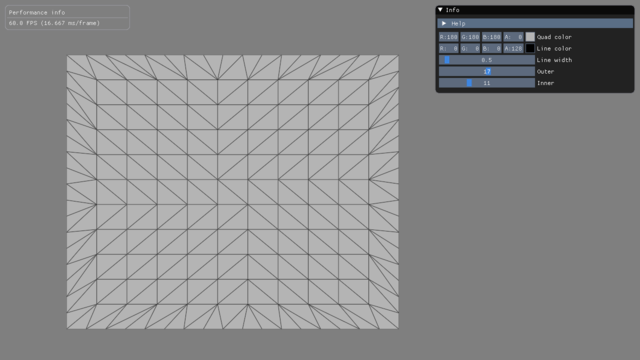 Performance info
60.0 FPS (16.667 ms/frame)
Info
Help
R:180 G:180 B:180 A: 0 Quad color
R: 0 G: 0 B: 0 A:128 Line color
0.5 Line width
17 Outer
11 Inner